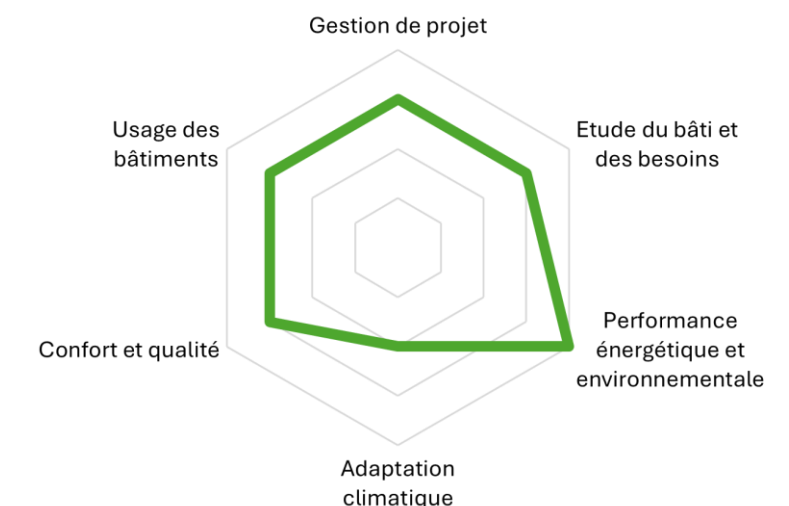 Gestion de projet
Usage des
bâtiments
Etude du bâti et
des besoins
Confort et qualité
Performance
énergétique et
environnementale
Adaptation
climatique